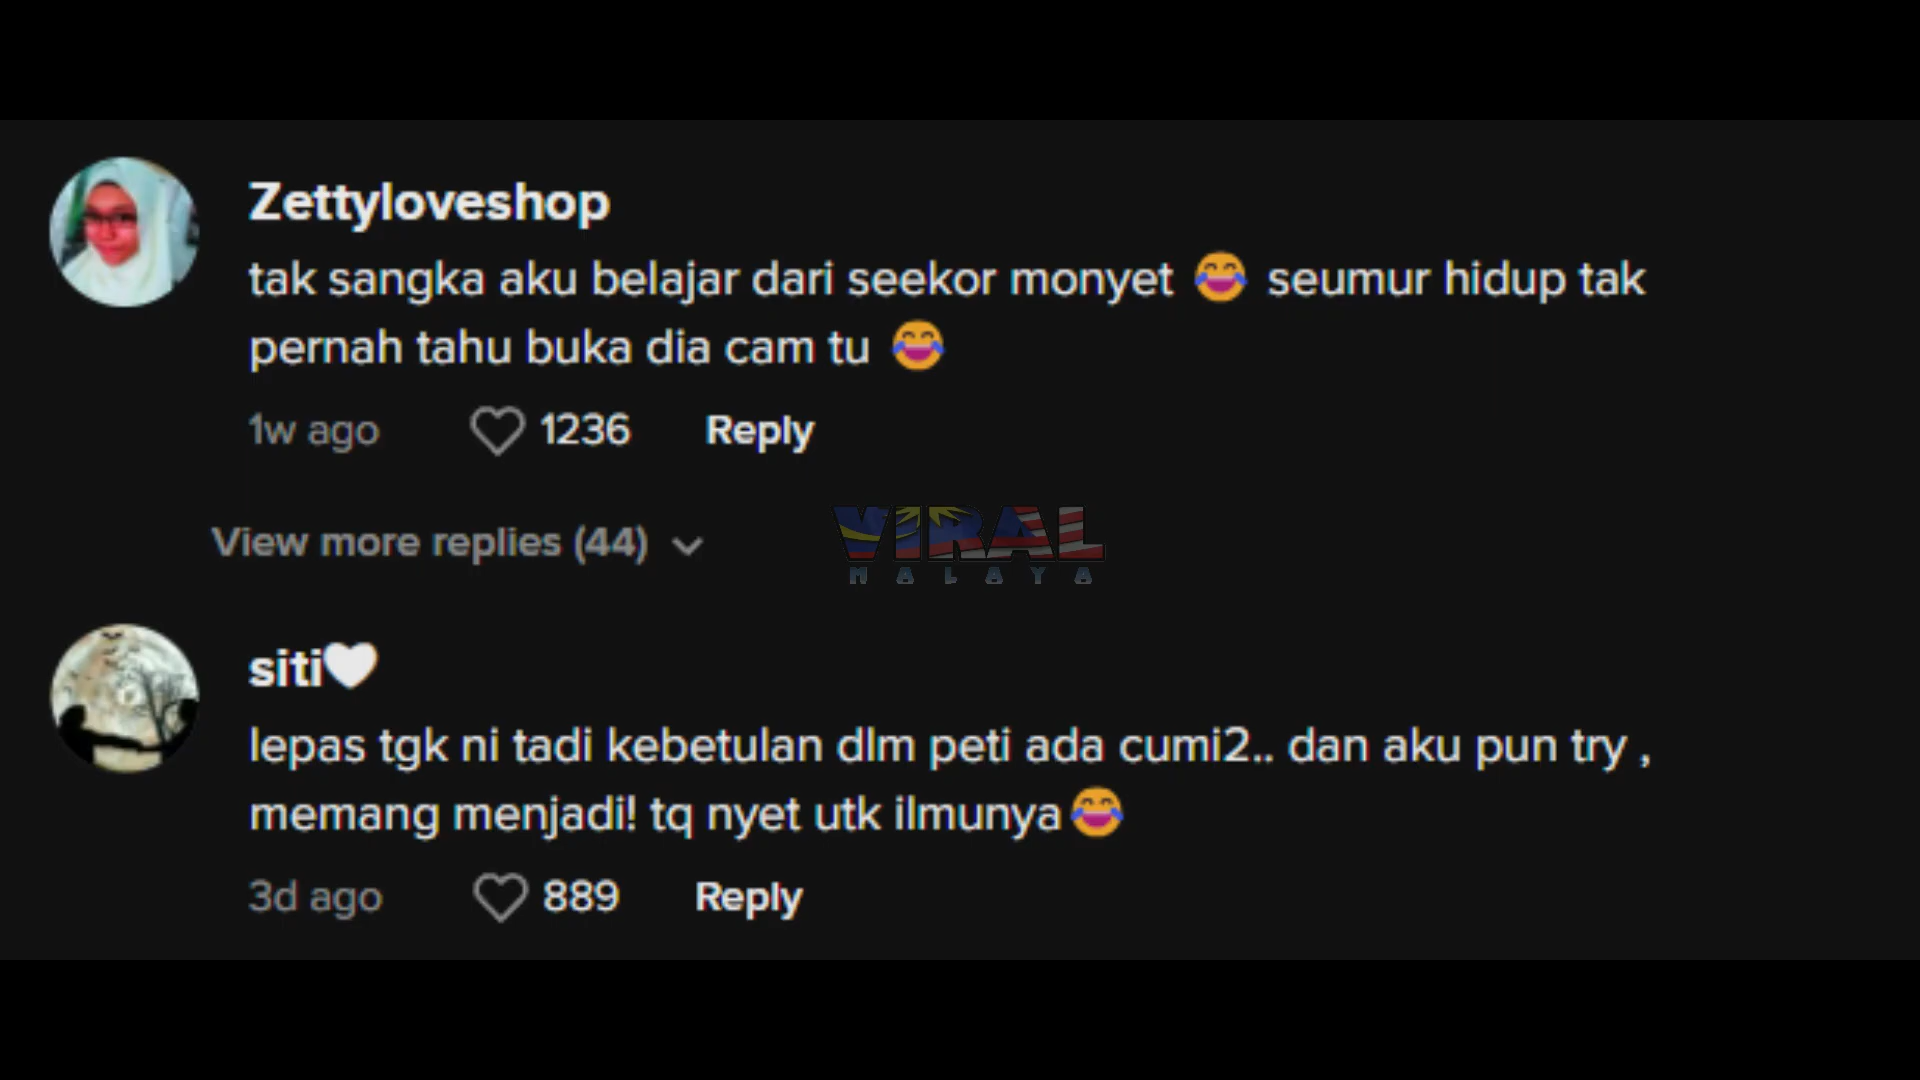 Zettyloveshop
tak sangka aku belajar dari seekor monyet 😂 seumur hidup tak
pernah tahu buka dia cam tu 😂
1w ago 1236 Reply
View more replies (44)
VIRAL
MALAYA
siti🤍
lepas tgk ni tadi kebetulan dlm peti ada cumi2.. dan aku pun try ,
memang menjadi! tq nyet utk ilmunya😂
3d ago 889 Reply